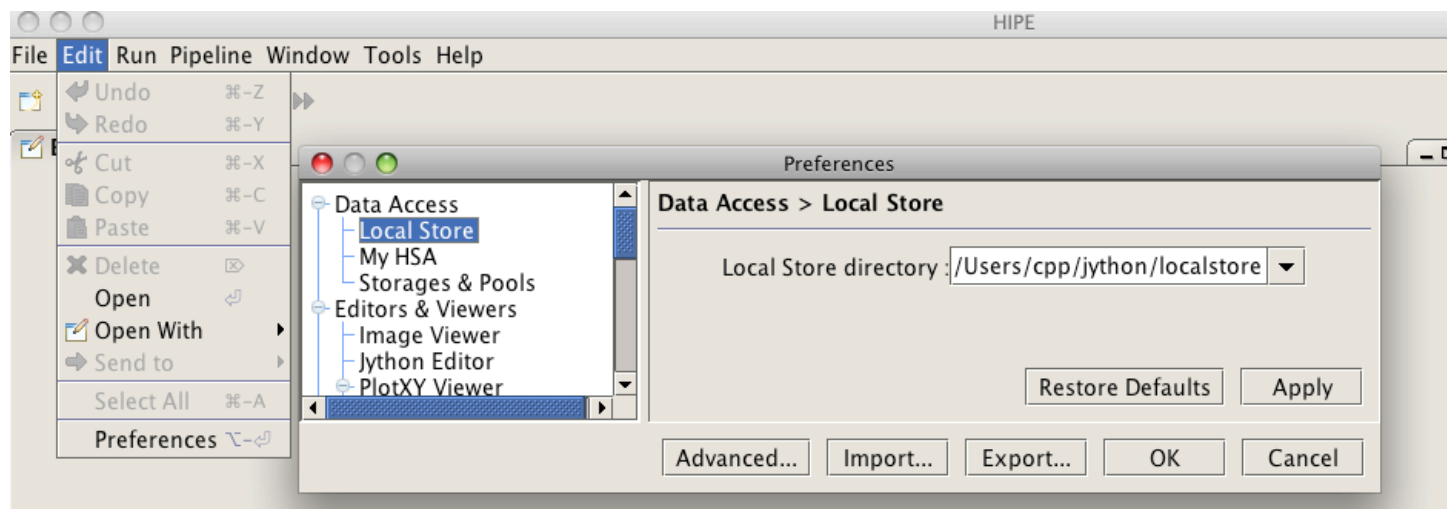 HIPE
File Edit Run Pipeline Window Tools Help
Undo ⌘-Z
Redo ⌘-Y
Cut ⌘-X
Copy ⌘-C
Paste ⌘-V
Delete ⌦
Open ⏎
Open With
Send to
Select All ⌘-A
Preferences ⌥-⏎
Preferences
Data Access
Local Store
My HSA
Storages & Pools
Editors & Viewers
Image Viewer
Jython Editor
PlotXY Viewer
Data Access > Local Store
Local Store directory : /Users/cpp/jython/localstore
Restore Defaults Apply
Advanced... Import... Export... OK Cancel